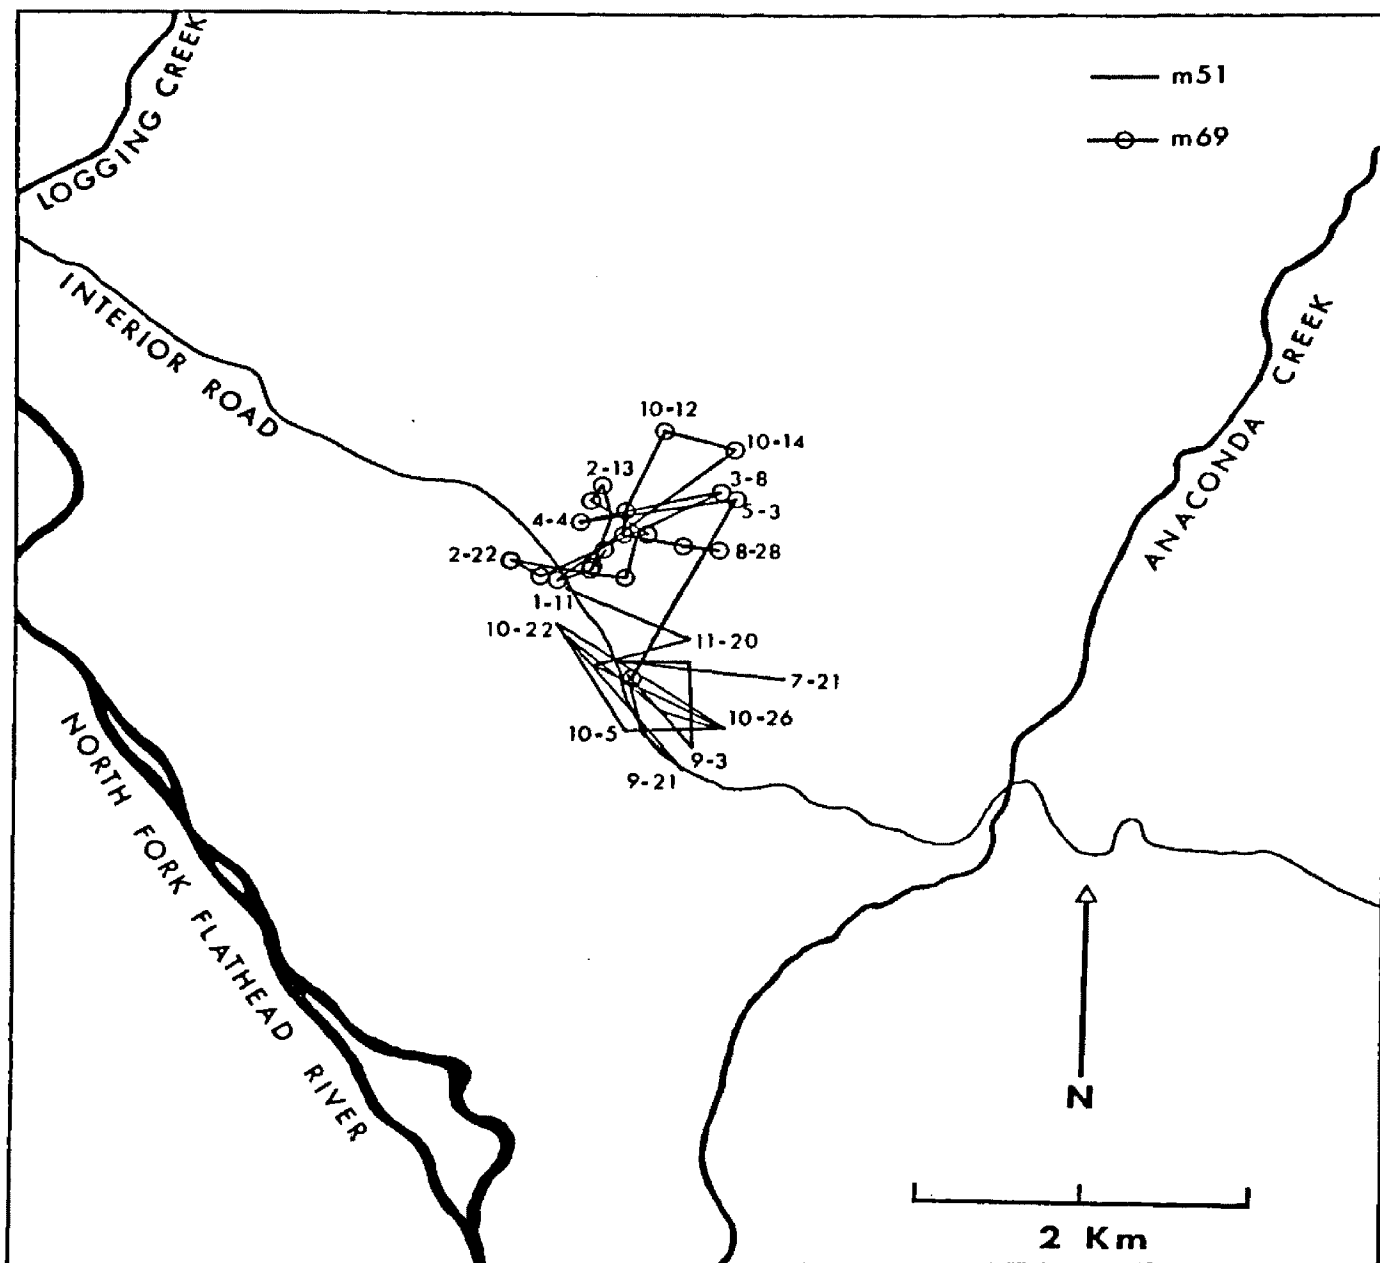 LOGGING CREEK
m51
m69
INTERIOR ROAD
ANACONDA CREEK
10-12
10-14
2-13
3-8
5-3
4-4
2-22
8-28
1-11
10-22
11-20
7-21
10-26
10-5
9-3
9-21
NORTH FORK FLATHEAD RIVER
N
2 Km